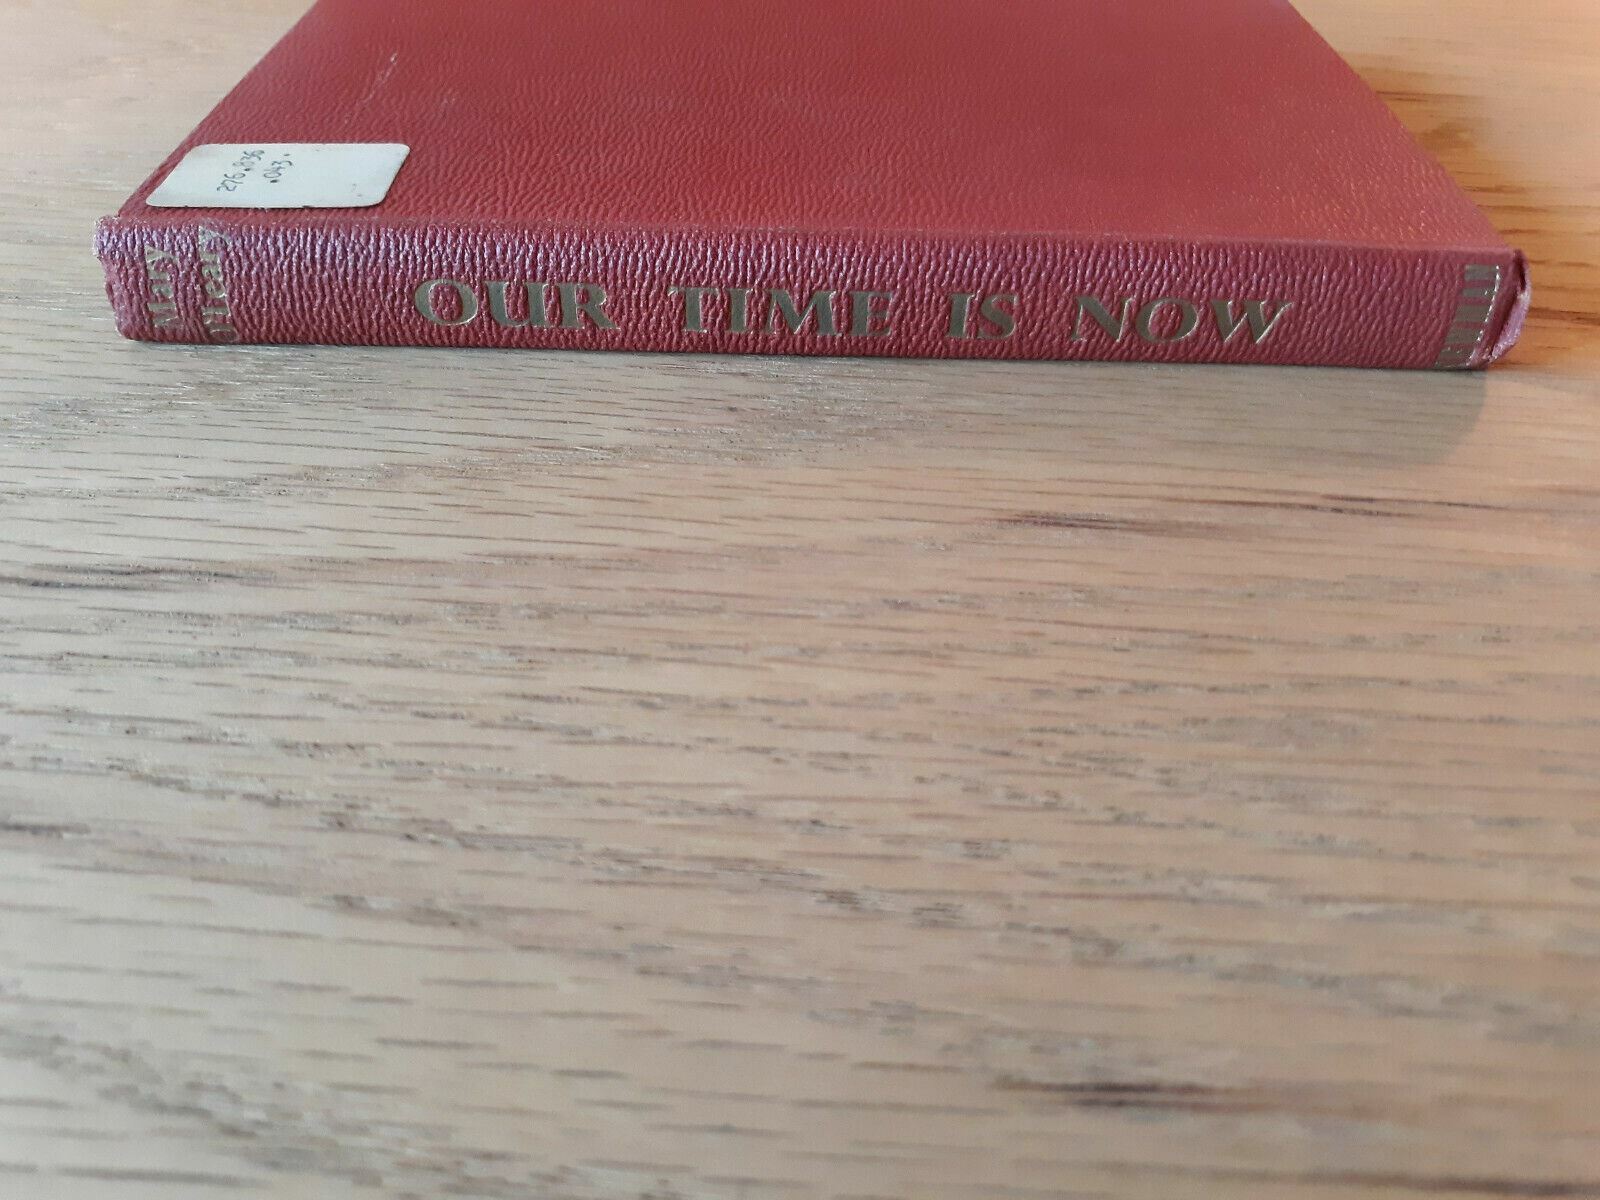 276.836
.043.
Mary
O'Leary
OUR TIME IS NOW